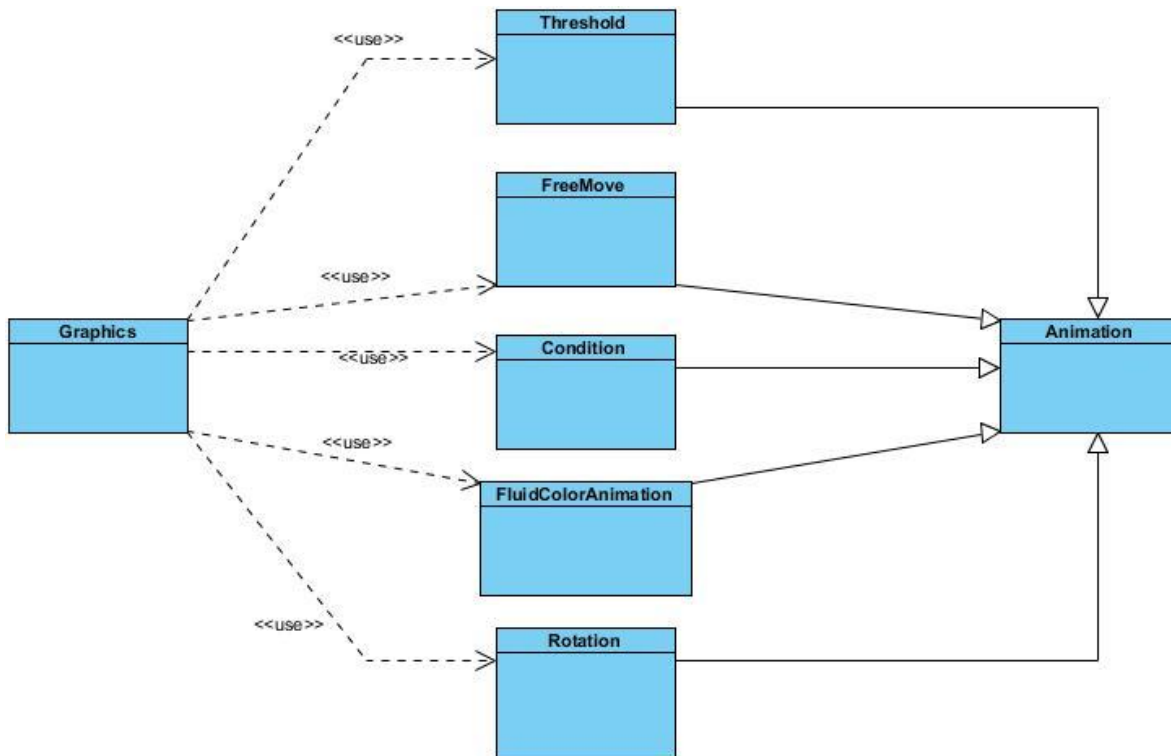 Threshold
<<use>>
FreeMove
<<use>>
Graphics
Condition
Animation
<<use>>
<<use>>
FluidColorAnimation
<<use>>
Rotation